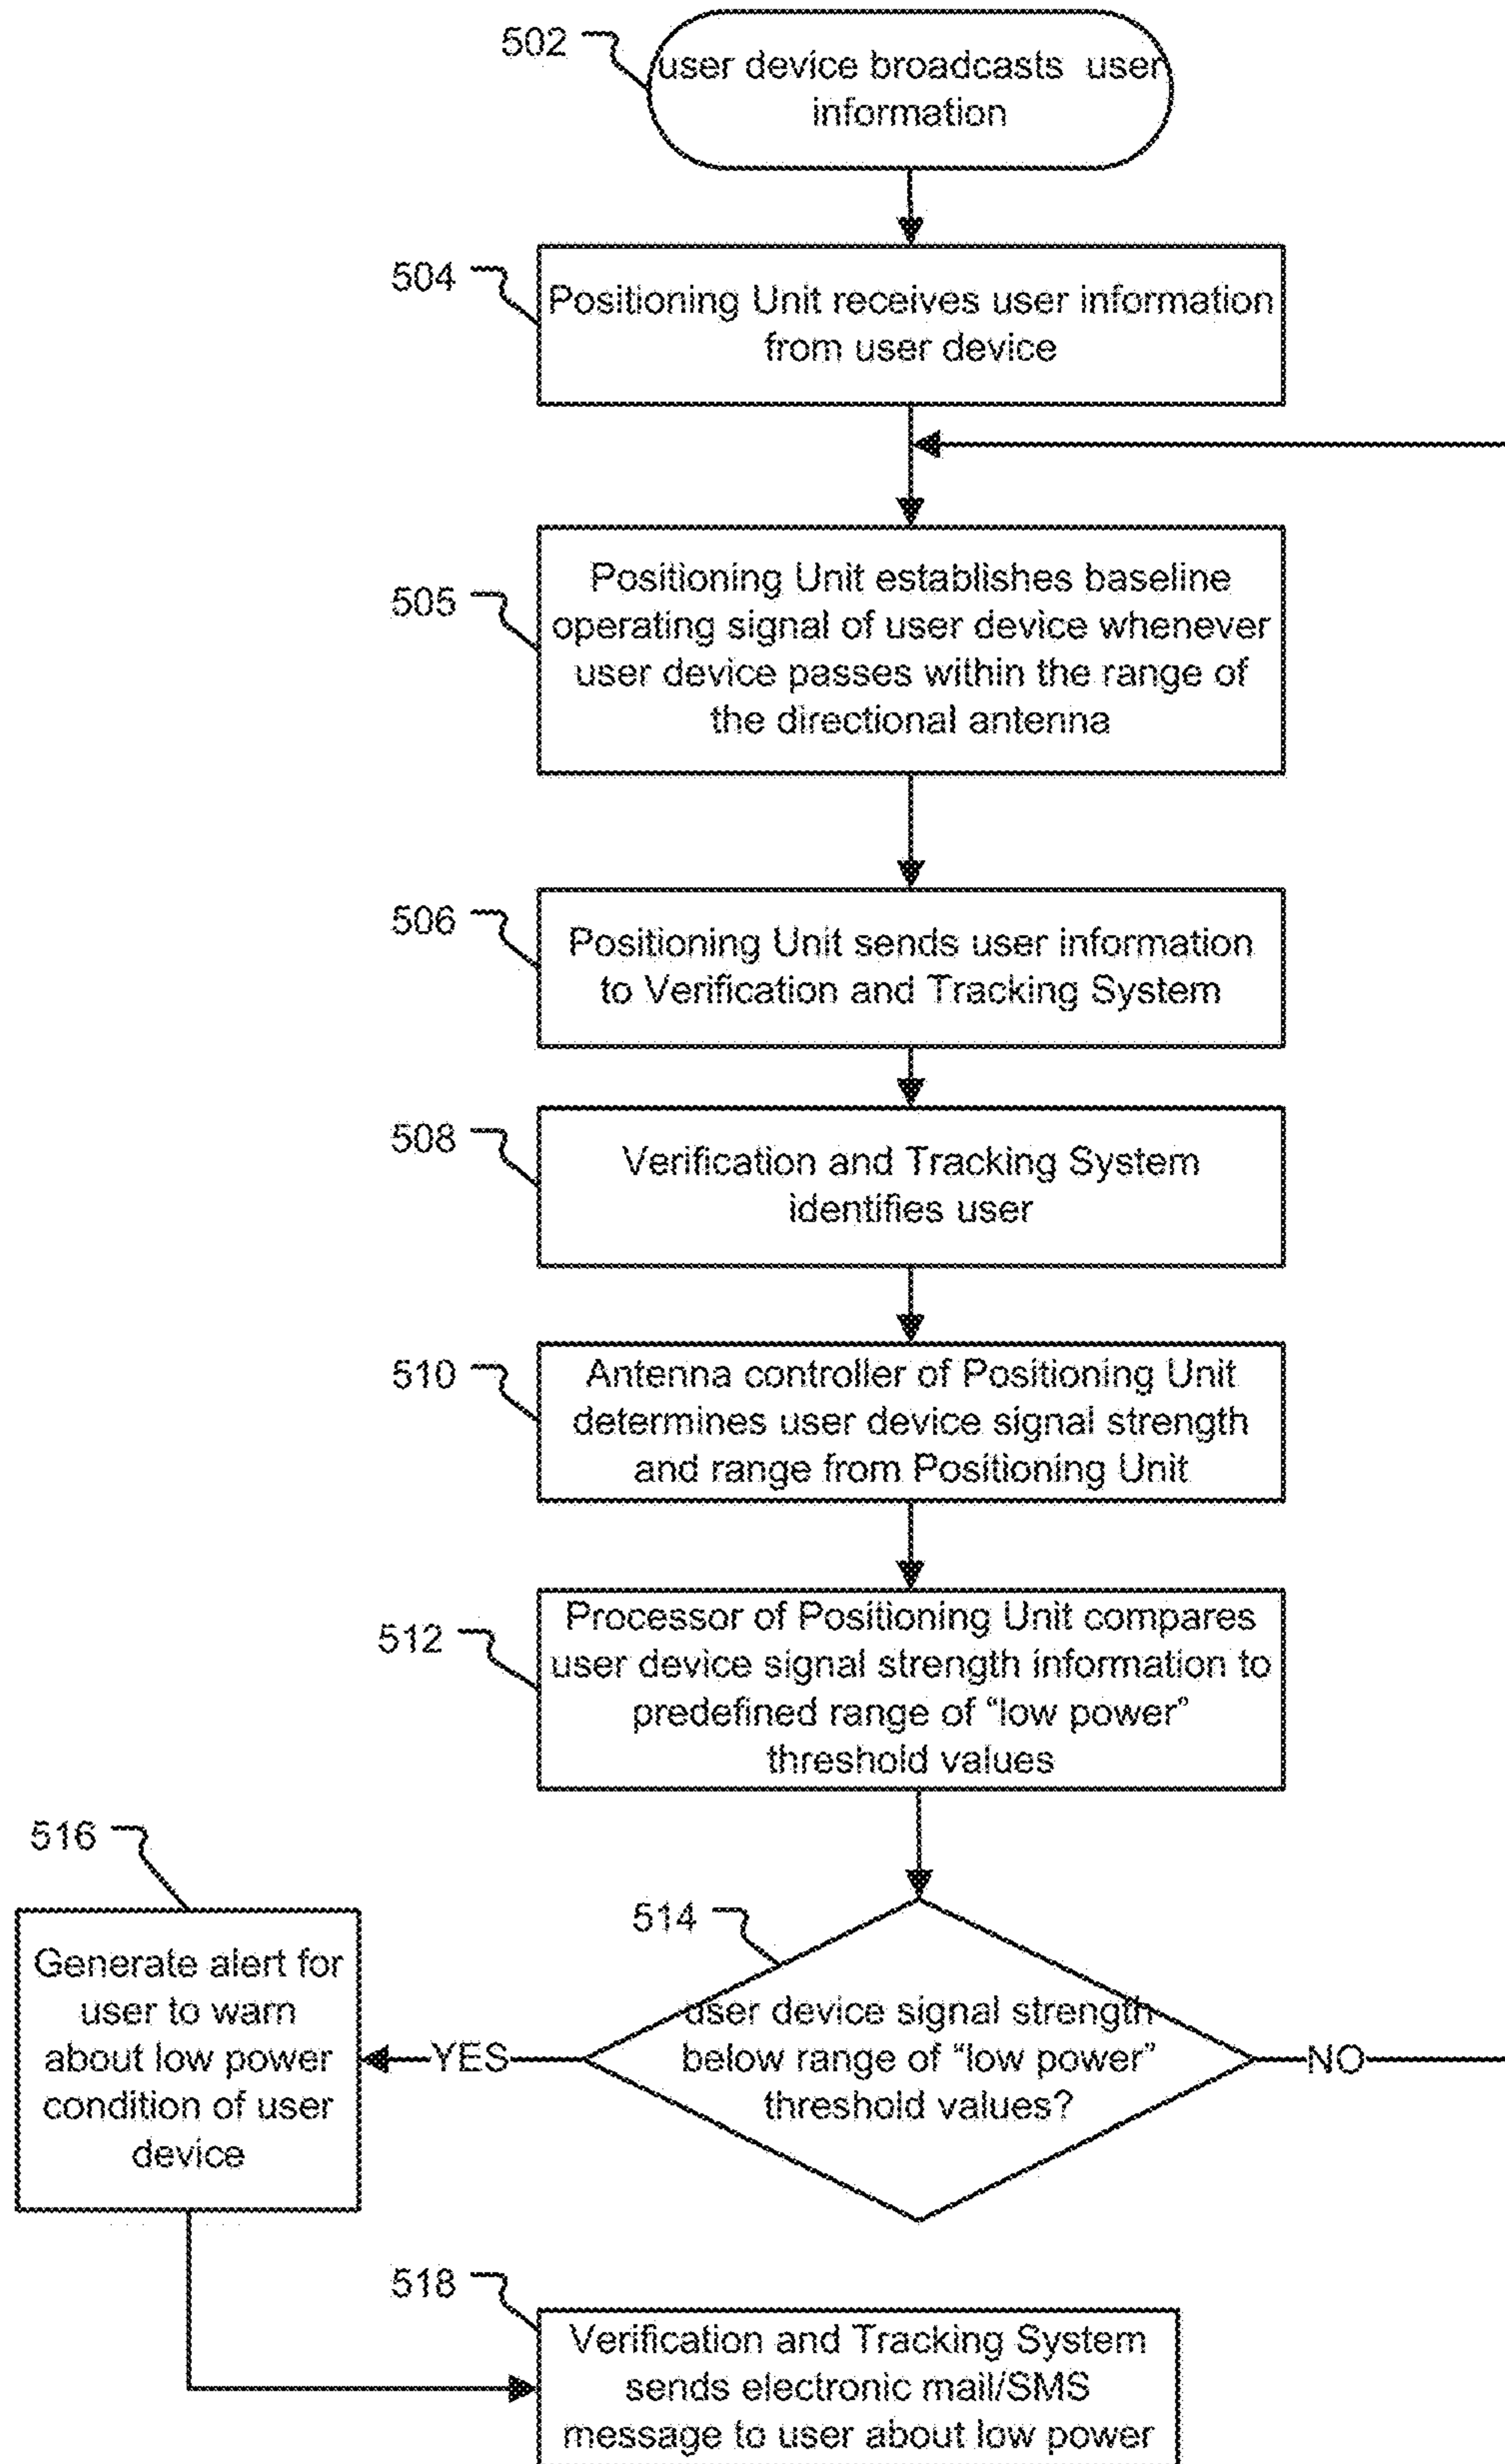 502
user device broadcasts user
information
504
Positioning Unit receives user information
from user device
505
Positioning Unit establishes baseline
operating signal of user device whenever
user device passes within the range of
the directional antenna
506
Positioning Unit sends user information
to Verification and Tracking System
508
Verification and Tracking System
identifies user
510
Antenna controller of Positioning Unit
determines user device signal strength
and range from Positioning Unit
512
Processor of Positioning Unit compares
user device signal strength information to
predefined range of “low power”
threshold values
516
Generate alert for
user to warn
about low power
condition of user
device
YES
514
user device signal strength
below range of “low power”
threshold values?
NO
518
Verification and Tracking System
sends electronic mail/SMS
message to user about low power